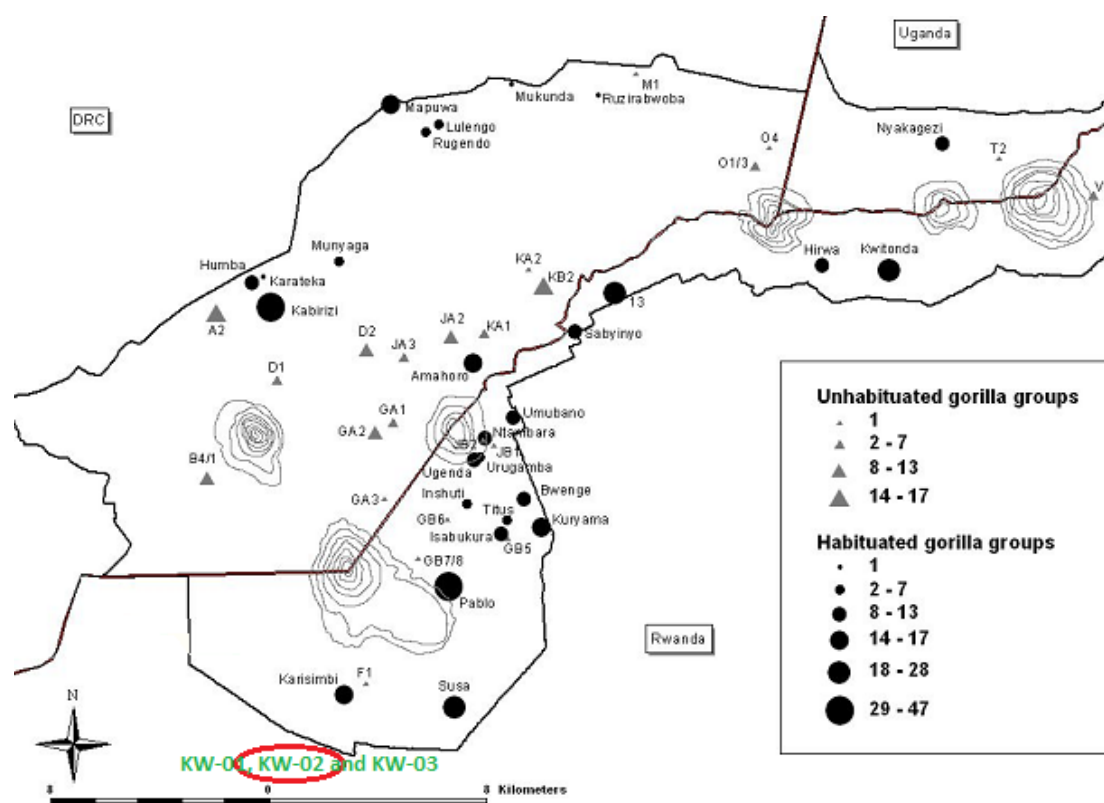 Uganda
DRC
M1
Mukunda
Ruzirabwoba
Mapuwa
Lulengo
Rugendo
O4
O1/3
Nyakagezi
T2
V
Munyaga
Humba
Karateka
Kabirizi
A2
KA2
KB2
13
Hirwa
Kwitonda
D2
JA2
KA1
JA3
Sabyinyo
D1
Amahoro
GA1
GA2
Umubano
Ntambara
JB2
JB1
B4/1
Ugenda
Urugamba
Inshuti
Bwenge
GA3
Titus
GB6
Kuryama
Isabukura
GB5
GB7/8
Pablo
Rwanda
Karisimbi
F1
Susa
N
KW-01, KW-02 and KW-03
8 0 8 Kilometers
Unhabituated gorilla groups
1
2 - 7
8 - 13
14 - 17
Habituated gorilla groups
1
2 - 7
8 - 13
14 - 17
18 - 28
29 - 47